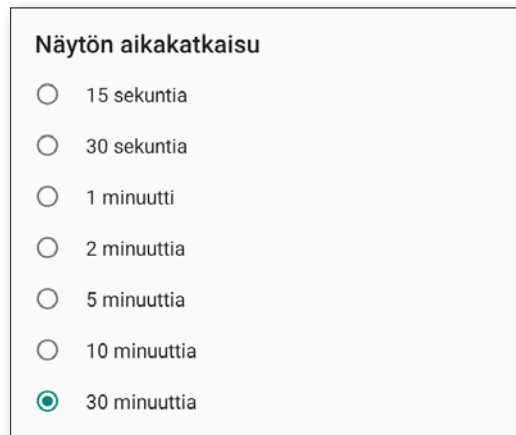 Näytön aikakatkaisu
15 sekuntia
30 sekuntia
1 minuutti
2 minuuttia
5 minuuttia
10 minuuttia
30 minuuttia